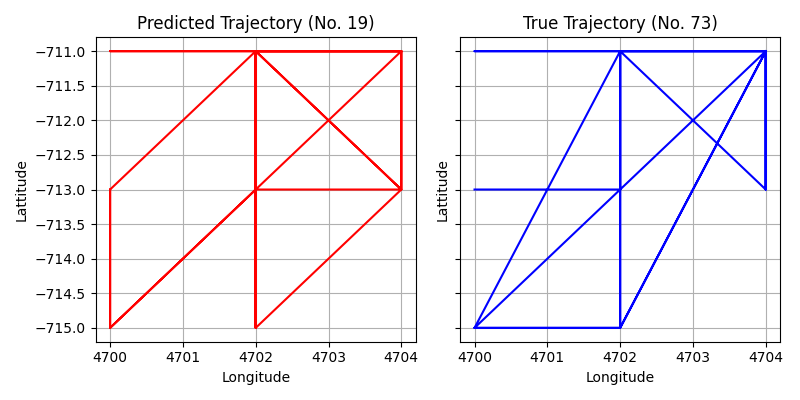 Predicted Trajectory (No. 19)
True Trajectory (No. 73)
Lattitude
−711.0
−711.5
−712.0
−712.5
−713.0
−713.5
−714.0
−714.5
−715.0
4700 4701 4702 4703 4704
Longitude
Lattitude
4700 4701 4702 4703 4704
Longitude